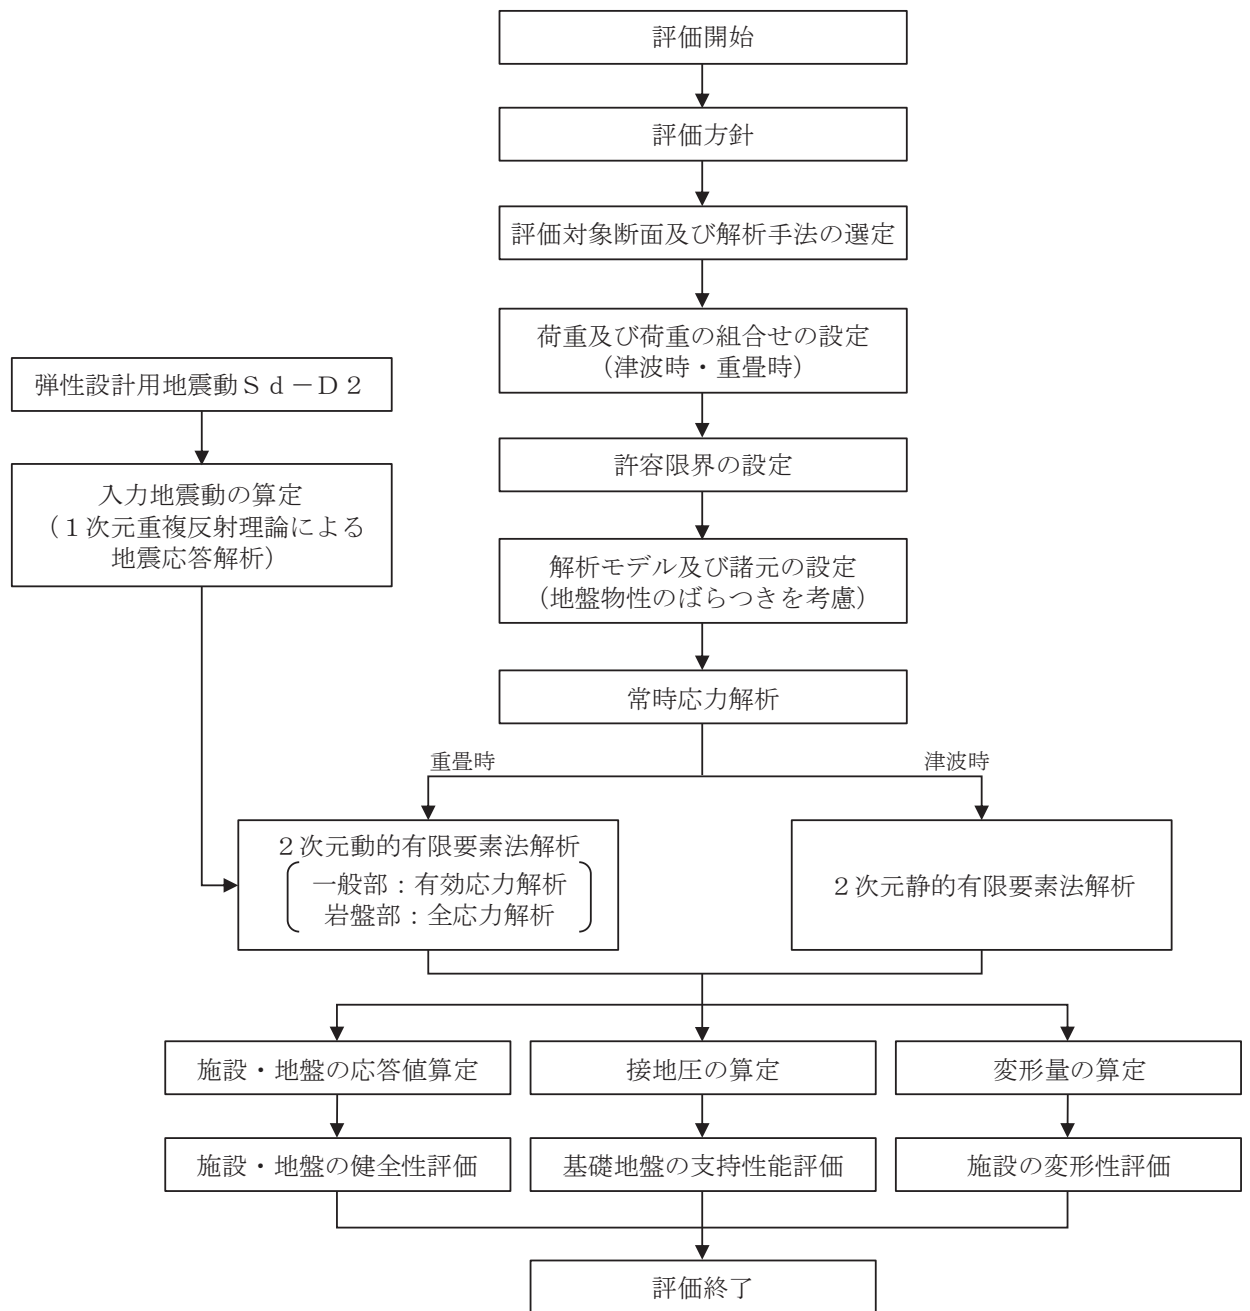 評価開始
評価方針
評価対象断面及び解析手法の選定
荷重及び荷重の組合せの設定
（津波時・重畳時）
弾性設計用地震動Ｓｄ－Ｄ２
許容限界の設定
入力地震動の算定
（１次元重複反射理論による
地震応答解析）
解析モデル及び諸元の設定
（地盤物性のばらつきを考慮）
常時応力解析
重畳時
津波時
２次元動的有限要素法解析
一般部：有効応力解析
岩盤部：全応力解析
２次元静的有限要素法解析
施設・地盤の応答値算定
接地圧の算定
変形量の算定
施設・地盤の健全性評価
基礎地盤の支持性能評価
施設の変形性評価
評価終了